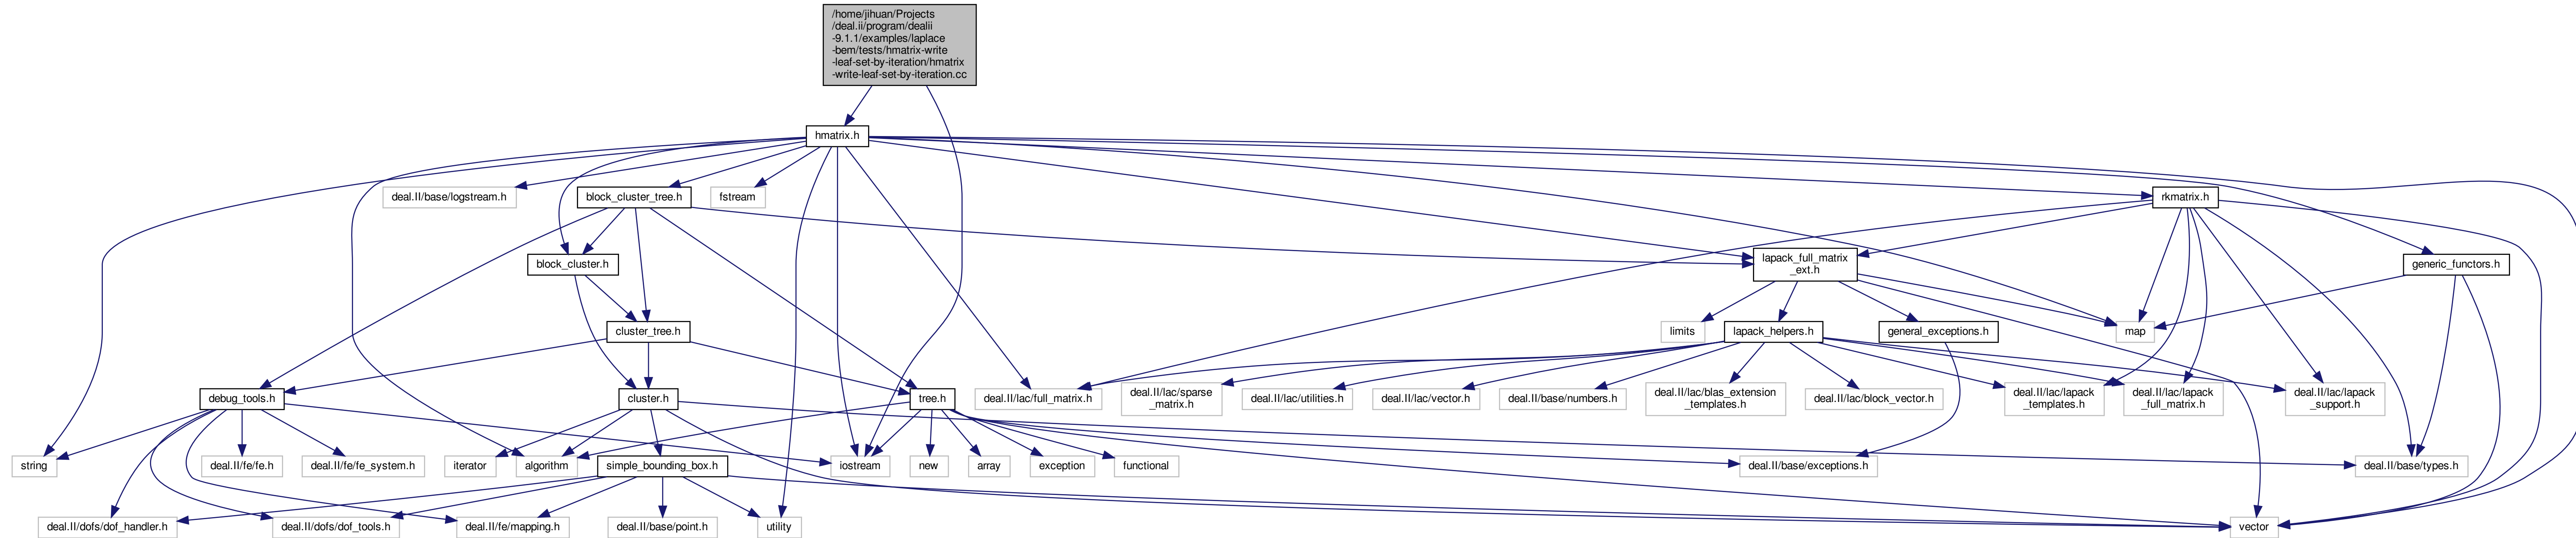 /home/jihuan/Projects
/deal.ii/program/dealii
-9.1.1/examples/laplace
-bem/tests/hmatrix-write
-leaf-set-by-iteration/hmatrix
-write-leaf-set-by-iteration.cc
hmatrix.h
deal.II/base/logstream.h
block_cluster_tree.h
fstream
rkmatrix.h
block_cluster.h
lapack_full_matrix
_ext.h
generic_functors.h
cluster_tree.h
limits
lapack_helpers.h
general_exceptions.h
map
debug_tools.h
cluster.h
tree.h
deal.II/lac/full_matrix.h
deal.II/lac/sparse
_matrix.h
deal.II/lac/utilities.h
deal.II/lac/vector.h
deal.II/base/numbers.h
deal.II/lac/blas_extension
_templates.h
deal.II/lac/block_vector.h
deal.II/lac/lapack
_templates.h
deal.II/lac/lapack
_full_matrix.h
deal.II/lac/lapack
_support.h
string
deal.II/fe/fe.h
deal.II/fe/fe_system.h
iterator
algorithm
simple_bounding_box.h
iostream
new
array
exception
functional
deal.II/base/exceptions.h
deal.II/base/types.h
deal.II/dofs/dof_handler.h
deal.II/dofs/dof_tools.h
deal.II/fe/mapping.h
deal.II/base/point.h
utility
vector